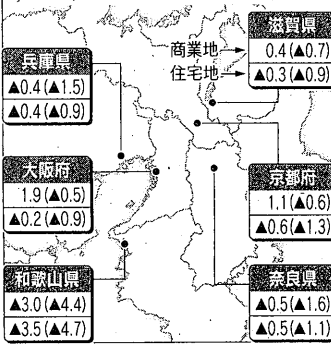 滋賀県
商業地→ 0.4(▲0.7)
住宅地→ ▲0.3(▲0.9)
兵庫県
▲0.4(▲1.5)
▲0.4(▲0.9)
大阪府
1.9(▲0.5)
▲0.2(▲0.9)
京都府
1.1(▲0.6)
▲0.6(▲1.3)
和歌山県
▲3.0(▲4.4)
▲3.5(▲4.7)
奈良県
▲0.5(▲1.6)
▲0.5(▲1.1)